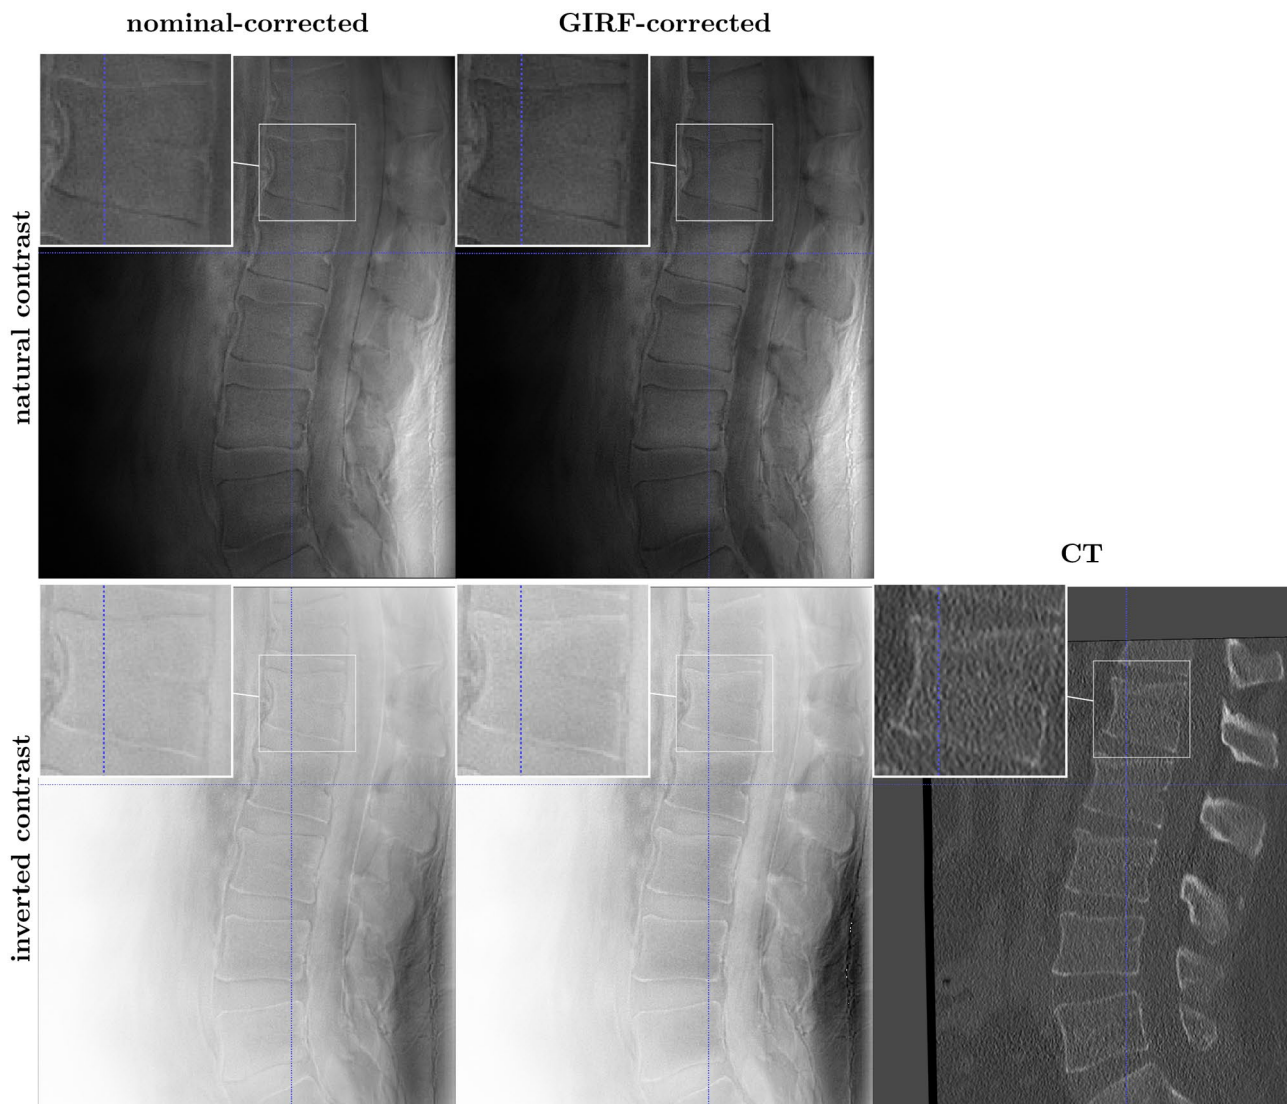 nominal-corrected
GIRF-corrected
natural contrast
CT
inverted contrast